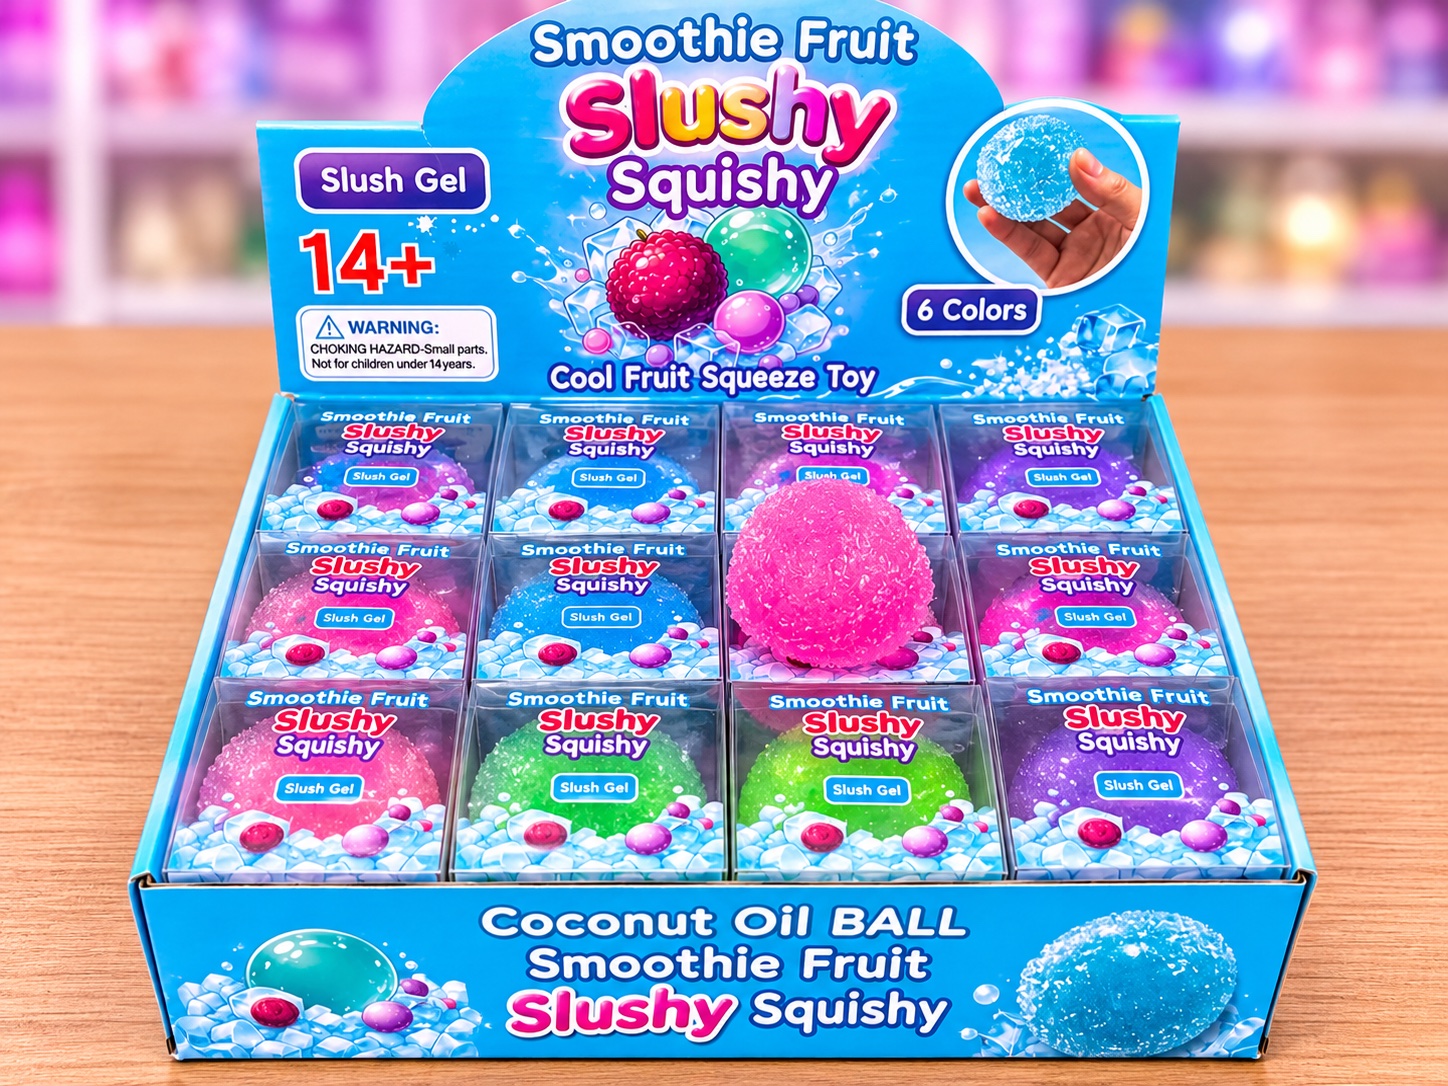 Smoothie Fruit
Slushy
Squishy
Slush Gel
14+
WARNING:
CHOKING HAZARD-Small parts.
Not for children under 14years.
6 Colors
Cool Fruit Squeeze Toy
Smoothie Fruit
Slushy
Squishy
Slush Gel
Smoothie Fruit
Slushy
Squishy
Slush Gel
Smoothie Fruit
Slushy
Squishy
Slush Gel
Smoothie Fruit
Slushy
Squishy
Slush Gel
Smoothie Fruit
Slushy
Squishy
Slush Gel
Smoothie Fruit
Slushy
Squishy
Slush Gel
Smoothie Fruit
Slushy
Squishy
Slush Gel
Smoothie Fruit
Slushy
Squishy
Slush Gel
Smoothie Fruit
Slushy
Squishy
Slush Gel
Smoothie Fruit
Slushy
Squishy
Slush Gel
Smoothie Fruit
Slushy
Squishy
Slush Gel
Coconut Oil BALL
Smoothie Fruit
Slushy Squishy